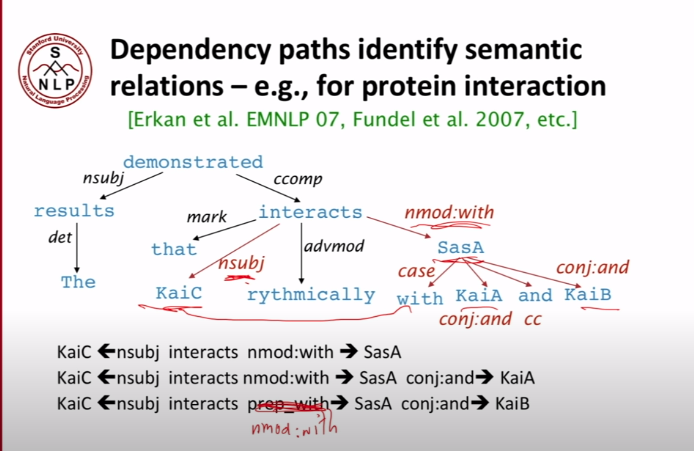 Stanford University
S
N L P
Natural Language Processing
Dependency paths identify semantic
relations – e.g., for protein interaction
[Erkan et al. EMNLP 07, Fundel et al. 2007, etc.]
demonstrated
nsubj ccomp
results mark interacts nmod:with
det that advmod SasA
nsubj case conj:and
The KaiC rythmically with KaiA and KaiB
conj:and cc
KaiC 🡰nsubj interacts nmod:with 🡲 SasA
KaiC 🡰nsubj interacts nmod:with 🡲 SasA conj:and🡲 KaiA
KaiC 🡰nsubj interacts prep_with🡲 SasA conj:and🡲 KaiB
nmod:with